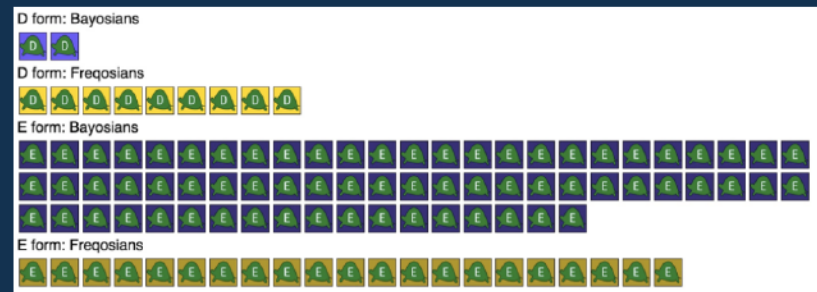 D form: Bayosians
D D
D form: Freqosians
D D D D D D D D D
E form: Bayosians
E E E E E E E E E E E E E E E E E E E E E E E E E
E E E E E E E E E E E E E E E E E E E E E E E E E
E E E E E E E E E E E E E E E E E E
E form: Freqosians
E E E E E E E E E E E E E E E E E E E E E